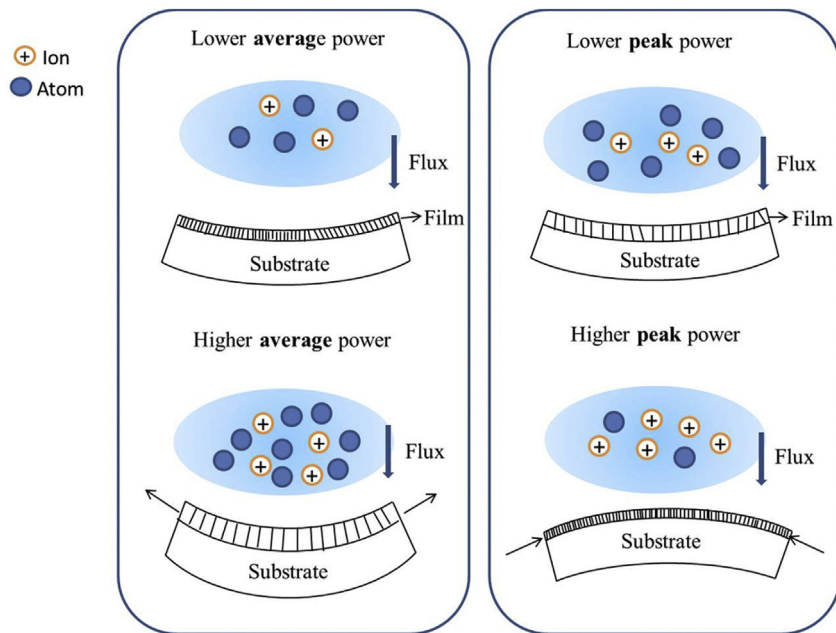 Ion
Atom
Lower average power
Flux
Film
Substrate
Higher average power
Flux
Substrate
Lower peak power
Flux
Film
Substrate
Higher peak power
Flux
Substrate